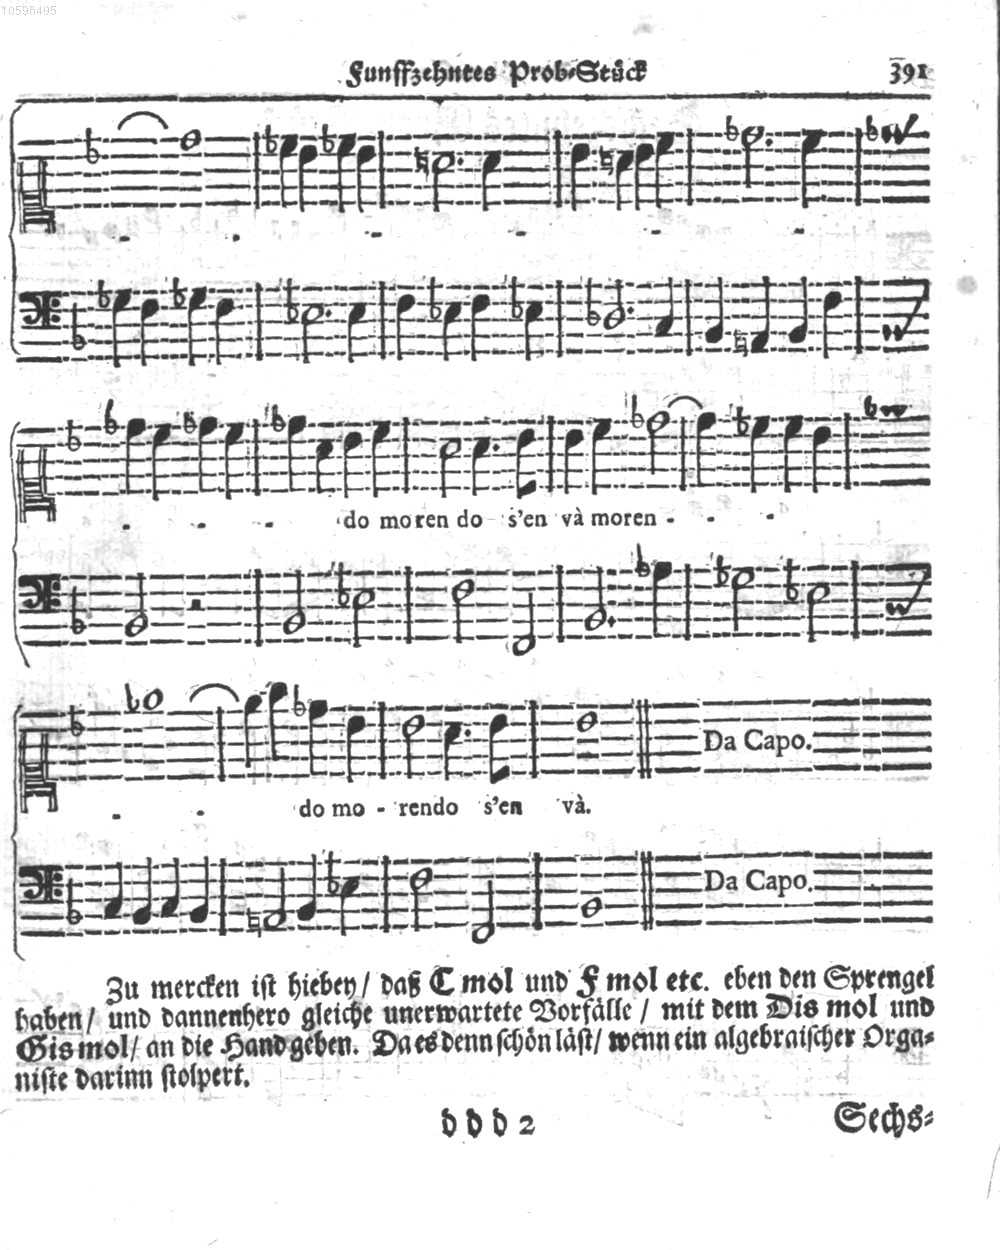 10598495
Funffzehntes Prob-Stück
391
do moren do s'en và moren -
Da Capo.
do mo - rendo s'en và.
Da Capo.
Zu mercken ist hiebey/ daß C mol und F mol etc. eben den Sprengel
haben/ und dannenhero gleiche unerwartete Vorfälle/ mit dem Dis mol und
Gis mol/ an die Hand geben. Da es denn schön läst/ wenn ein algebraischer Orga-
niste darinn stolpert.
d d d 2
Sechs-